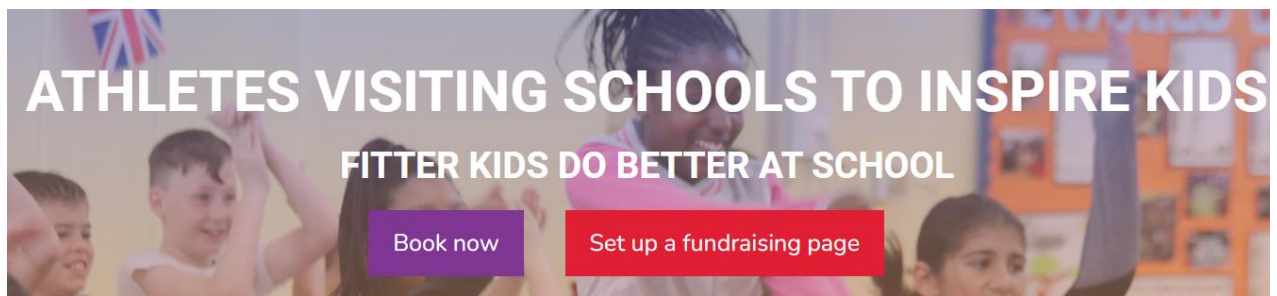 ATHLETES VISITING SCHOOLS TO INSPIRE KIDS
FITTER KIDS DO BETTER AT SCHOOL
Book now
Set up a fundraising page